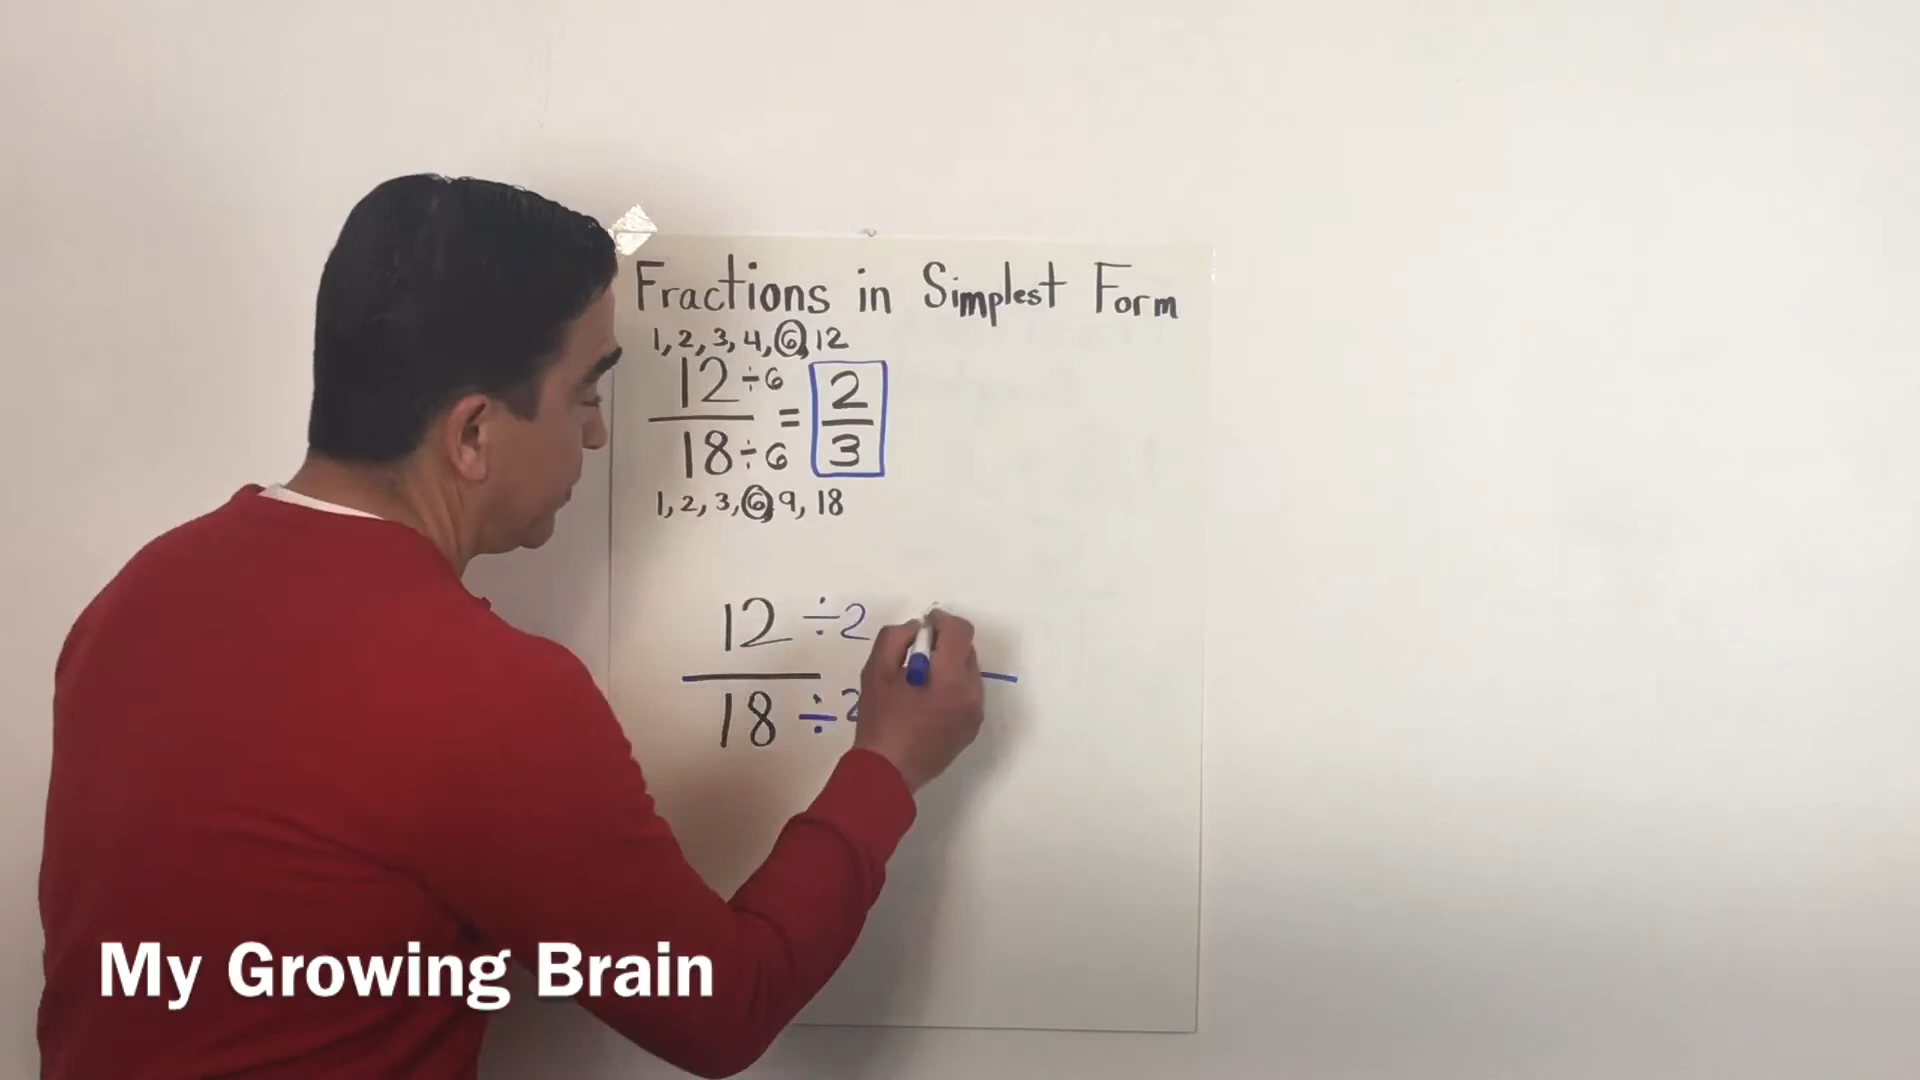 Fractions in Simplest Form
1, 2, 3, 4, 6, 12
12 ÷6
= 2/3
18 ÷6
1, 2, 3, 6, 9, 18
12 ÷2
18 ÷2
My Growing Brain